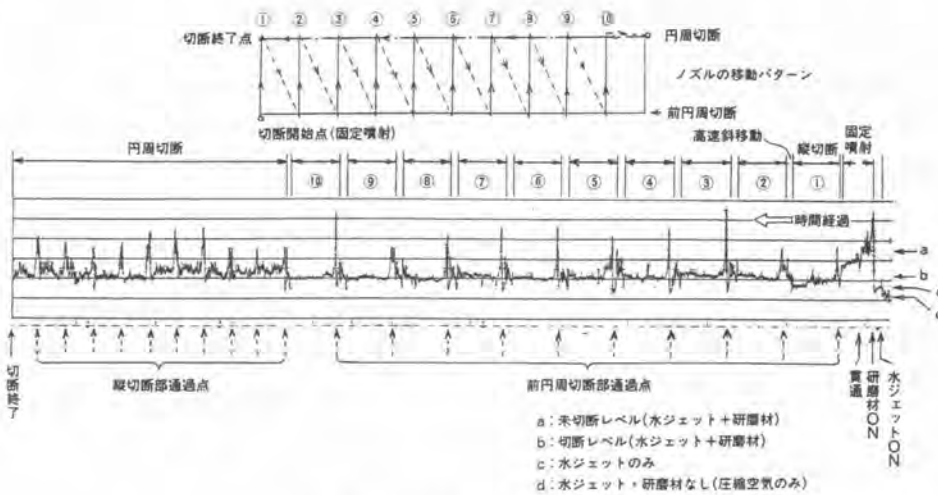 ① ② ③ ④ ⑤ ⑥ ⑦ ⑧ ⑨ ⑩
切断終了点
円周切断
ノズルの移動パターン
前円周切断
切断開始点(固定噴射)
円周切断
高速斜移動
縦切断
固定噴射
⑩ ⑨ ⑧ ⑦ ⑥ ⑤ ④ ③ ② ①
時間経過
a
b
切断終了
縦切断部通過点
前円周切断部通過点
貫通
研磨材ON
水ジェットON
a:未切断レベル(水ジェット+研磨材)
b:切断レベル(水ジェット+研磨材)
c:水ジェットのみ
d:水ジェット・研磨材なし(圧縮空気のみ)